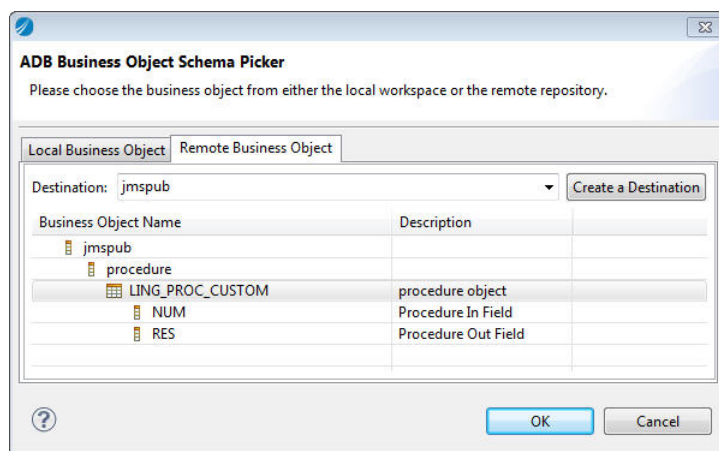 ADB Business Object Schema Picker
Please choose the business object from either the local workspace or the remote repository.
Local Business Object Remote Business Object
Destination: jmspub Create a Destination
Business Object Name Description
jmspub
procedure
LING_PROC_CUSTOM procedure object
NUM Procedure In Field
RES Procedure Out Field
? OK Cancel